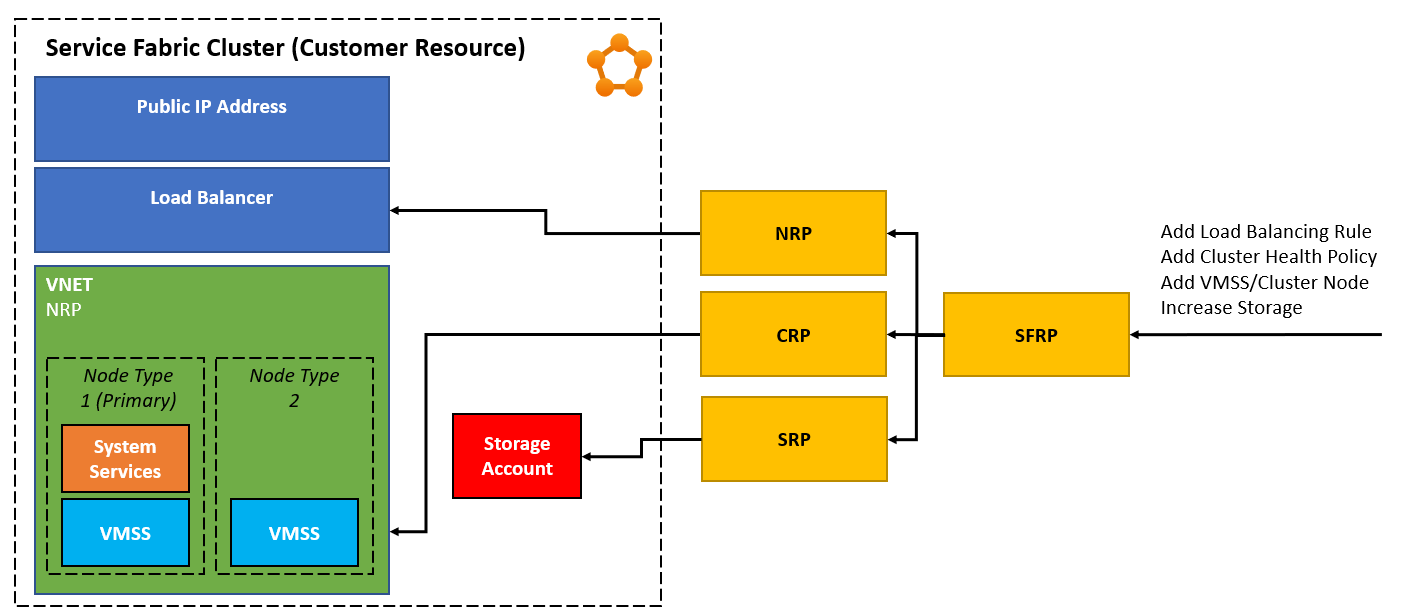 Service Fabric Cluster (Customer Resource)
Public IP Address
Load Balancer
VNET
NRP
Node Type
1 (Primary)
System
Services
VMSS
Node Type
2
VMSS
Storage
Account
NRP
CRP
SRP
SFRP
Add Load Balancing Rule
Add Cluster Health Policy
Add VMSS/Cluster Node
Increase Storage